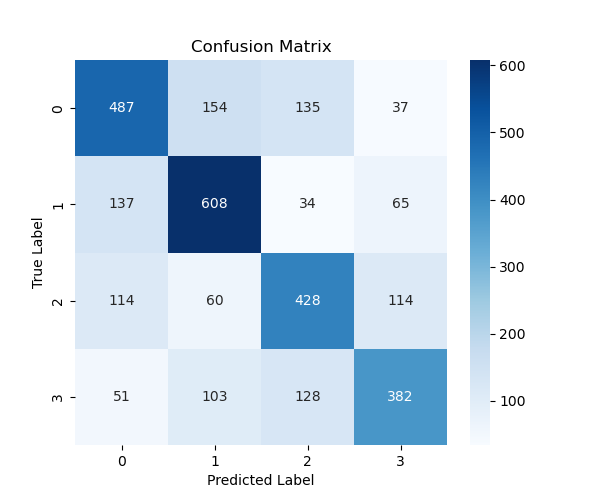 Confusion Matrix
True Label
0 487 154 135 37
1 137 608 34 65
2 114 60 428 114
3 51 103 128 382
0 1 2 3
Predicted Label
600
500
400
300
200
100